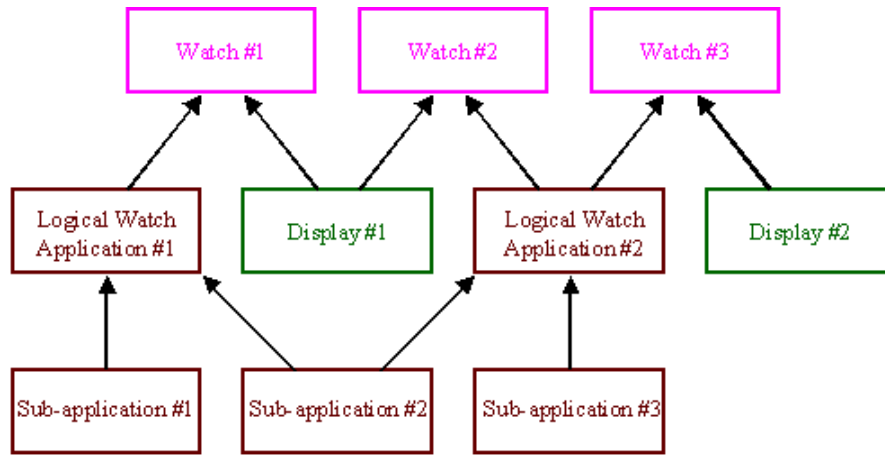 Watch #1
Watch #2
Watch #3
Logical Watch
Application #1
Display #1
Logical Watch
Application #2
Display #2
Sub-application #1
Sub-application #2
Sub-application #3